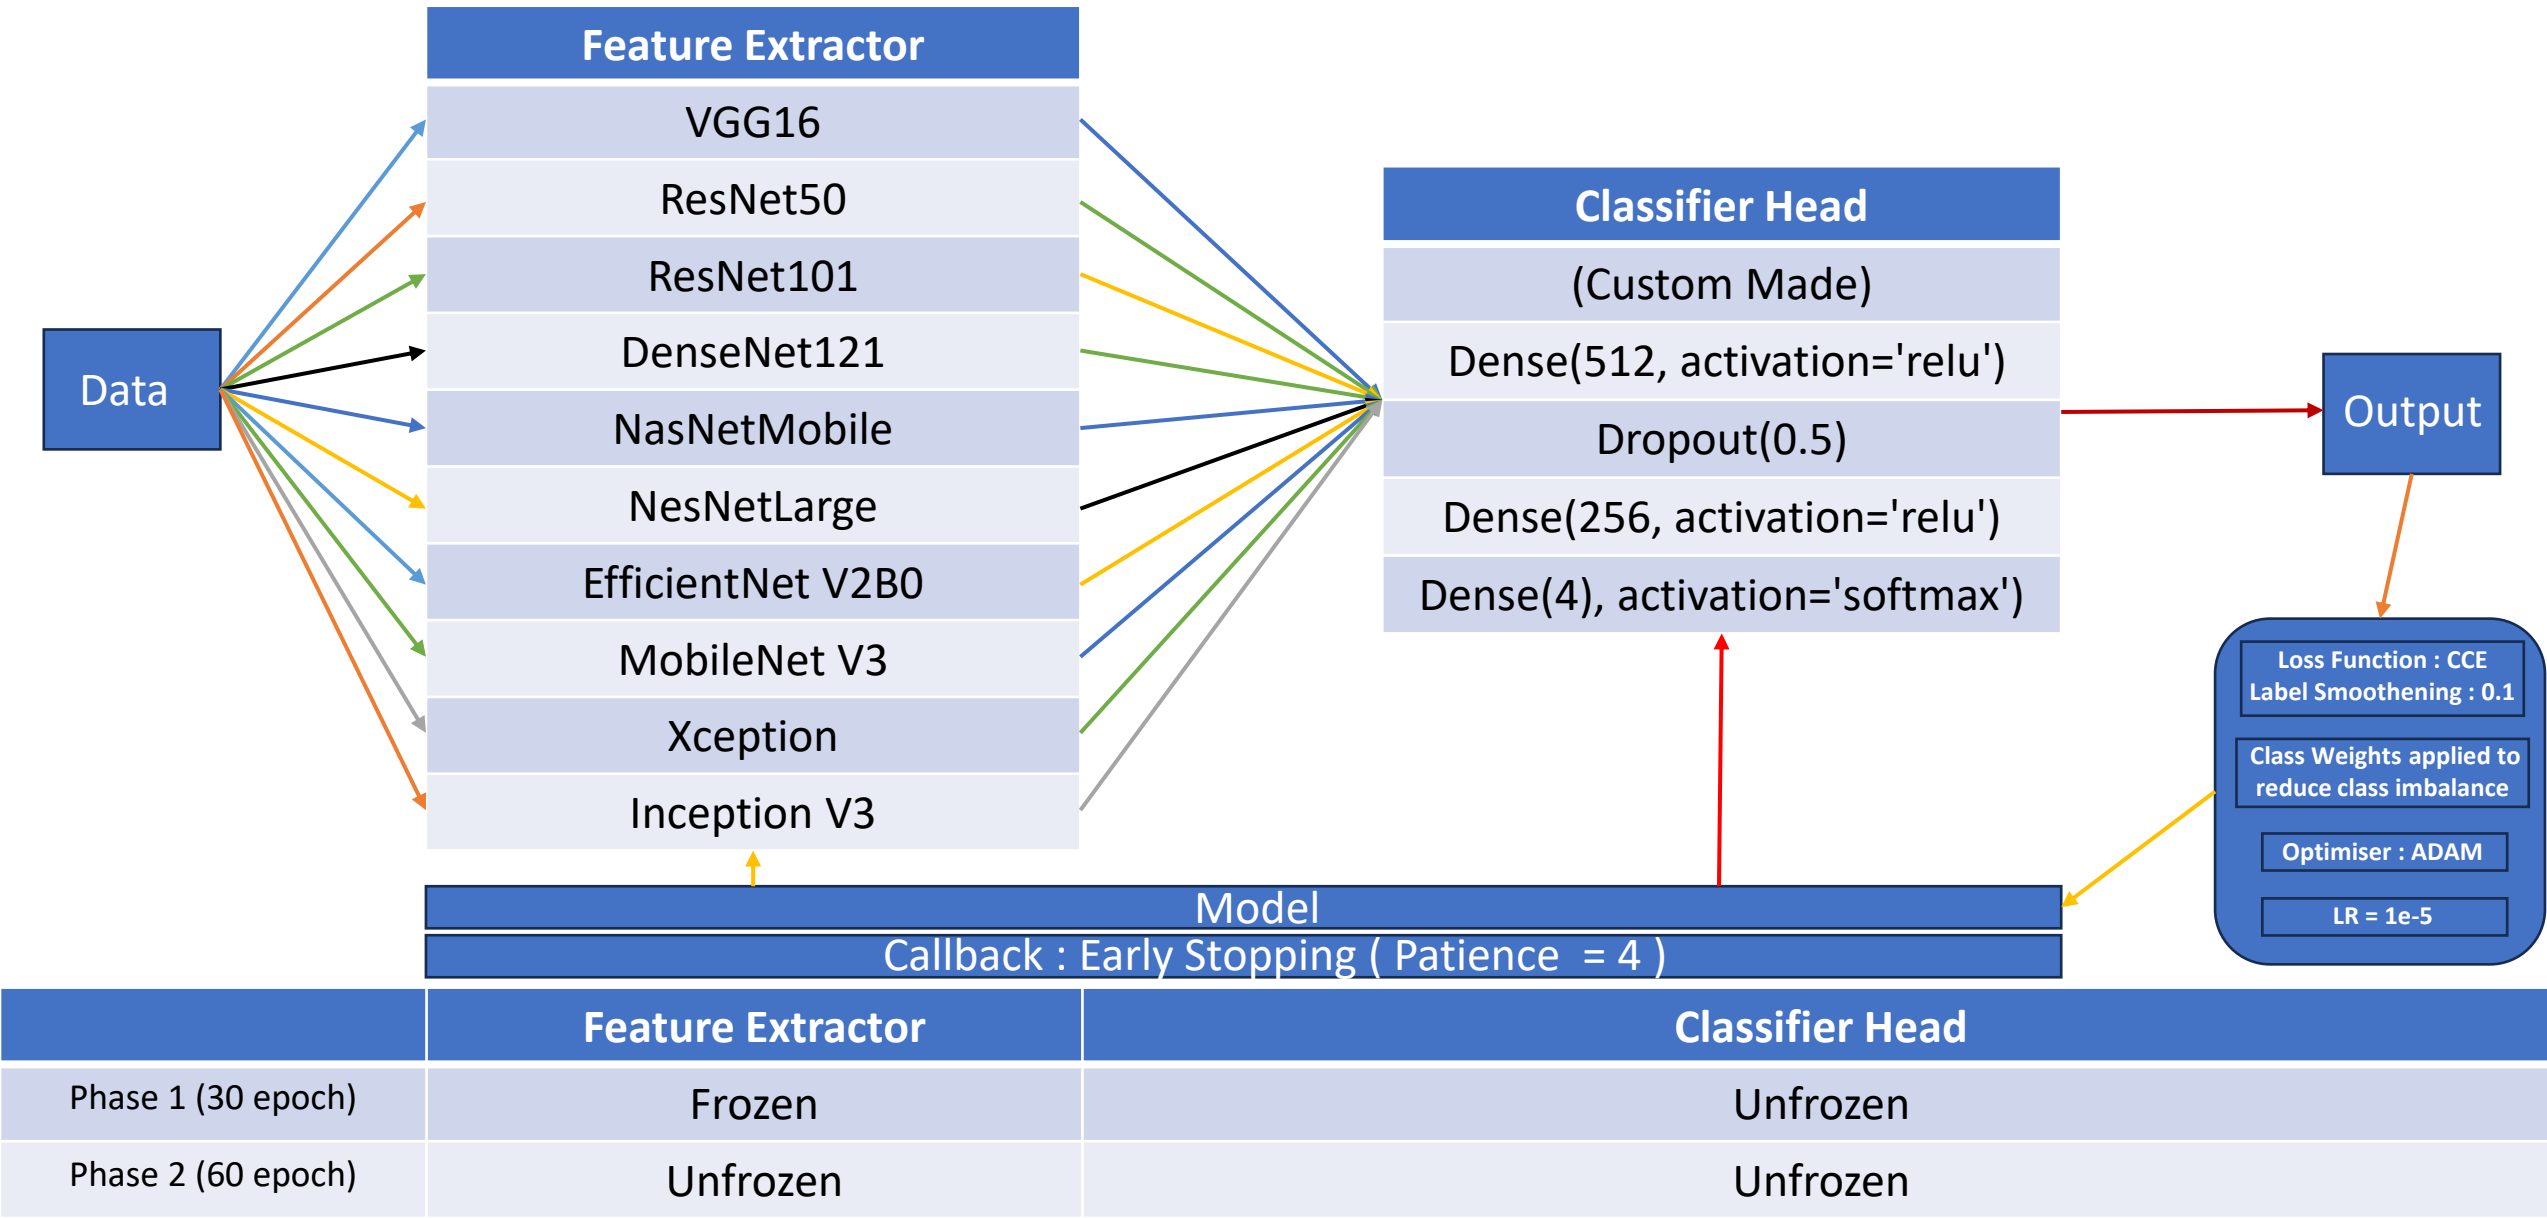 Data
Feature Extractor
VGG16
ResNet50
ResNet101
DenseNet121
NasNetMobile
NesNetLarge
EfficientNet V2B0
MobileNet V3
Xception
Inception V3
Classifier Head
(Custom Made)
Dense(512, activation='relu')
Dropout(0.5)
Dense(256, activation='relu')
Dense(4), activation='softmax')
Output
Loss Function : CCE
Label Smoothening : 0.1
Class Weights applied to
reduce class imbalance
Optimiser : ADAM
LR = 1e-5
Model
Callback : Early Stopping ( Patience = 4 )
Feature Extractor Classifier Head
Phase 1 (30 epoch) Frozen Unfrozen
Phase 2 (60 epoch) Unfrozen Unfrozen